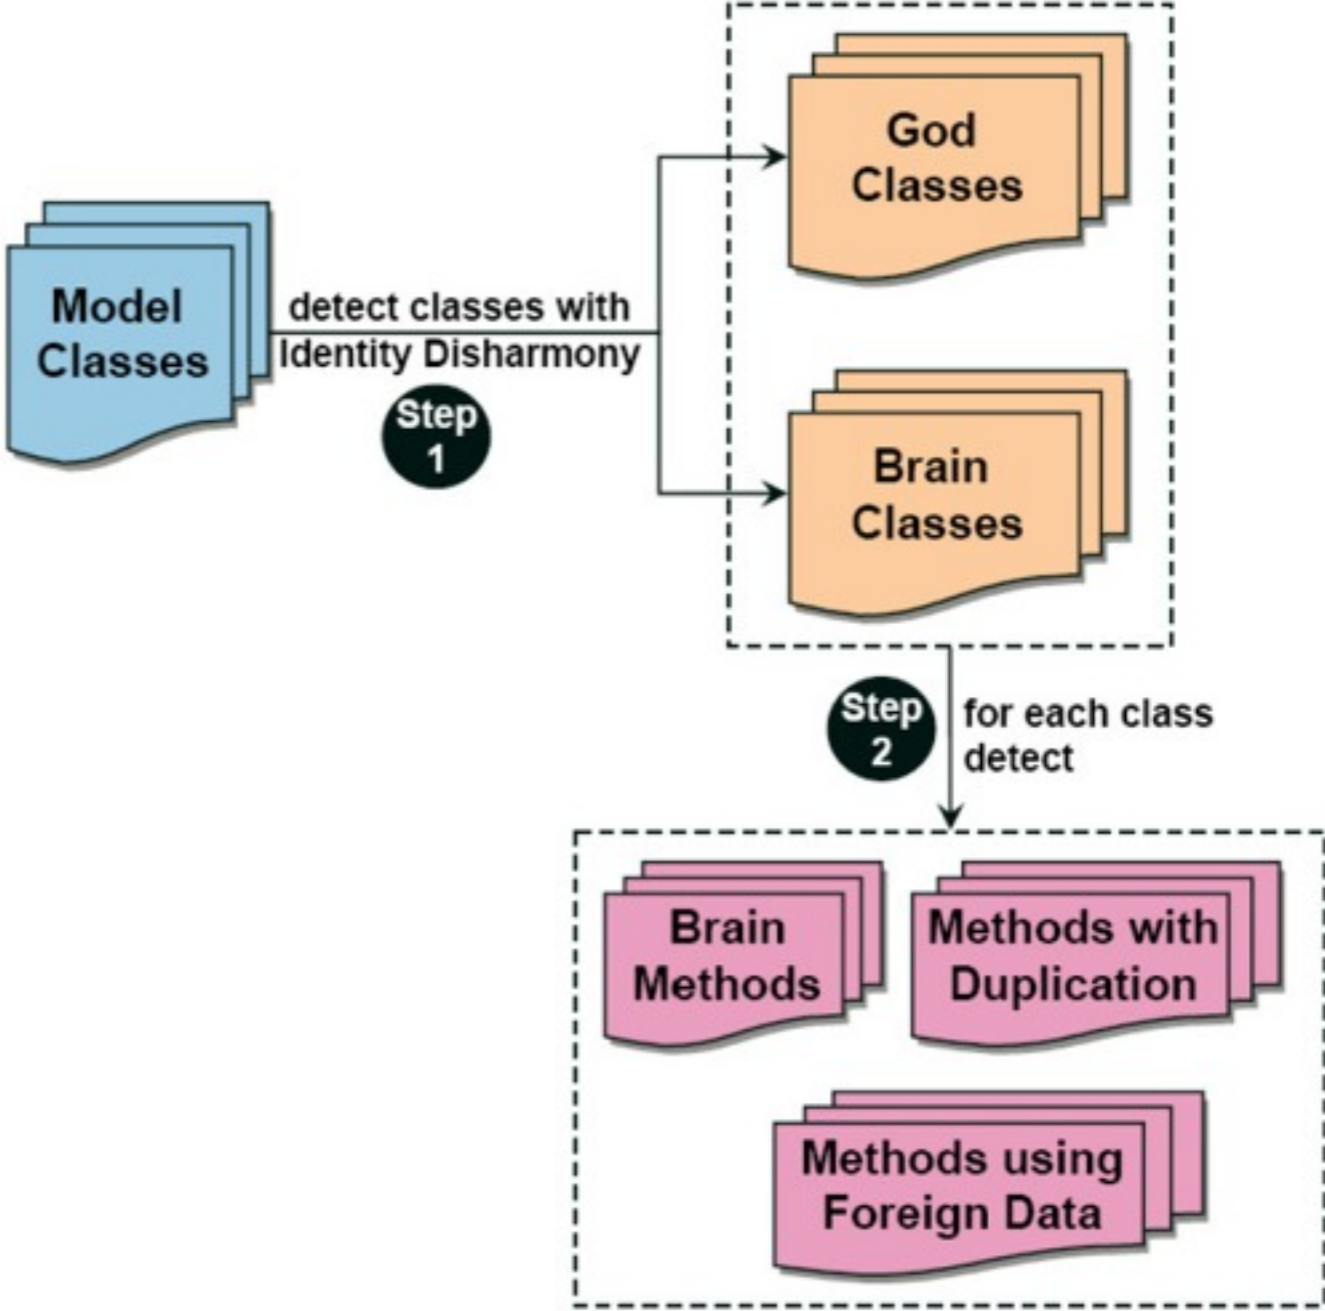 God
Classes
Model
Classes
detect classes with
Identity Disharmony
Step
1
Brain
Classes
Step
2
for each class
detect
Brain
Methods
Methods with
Duplication
Methods using
Foreign Data